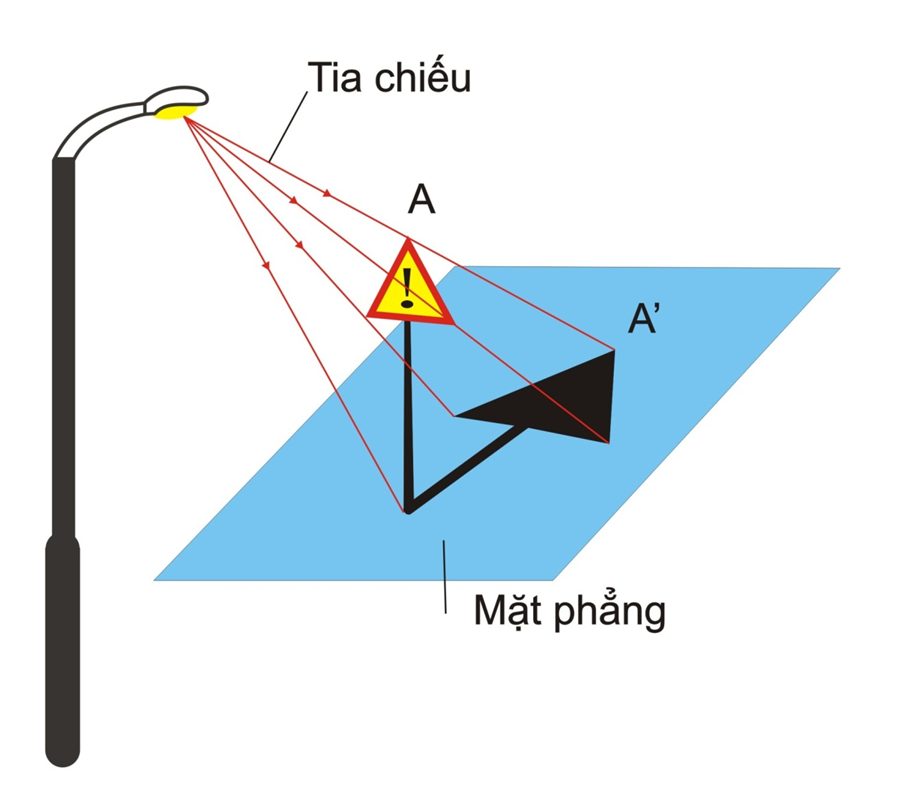 Tia chiếu
A
!
A’
Mặt phẳng